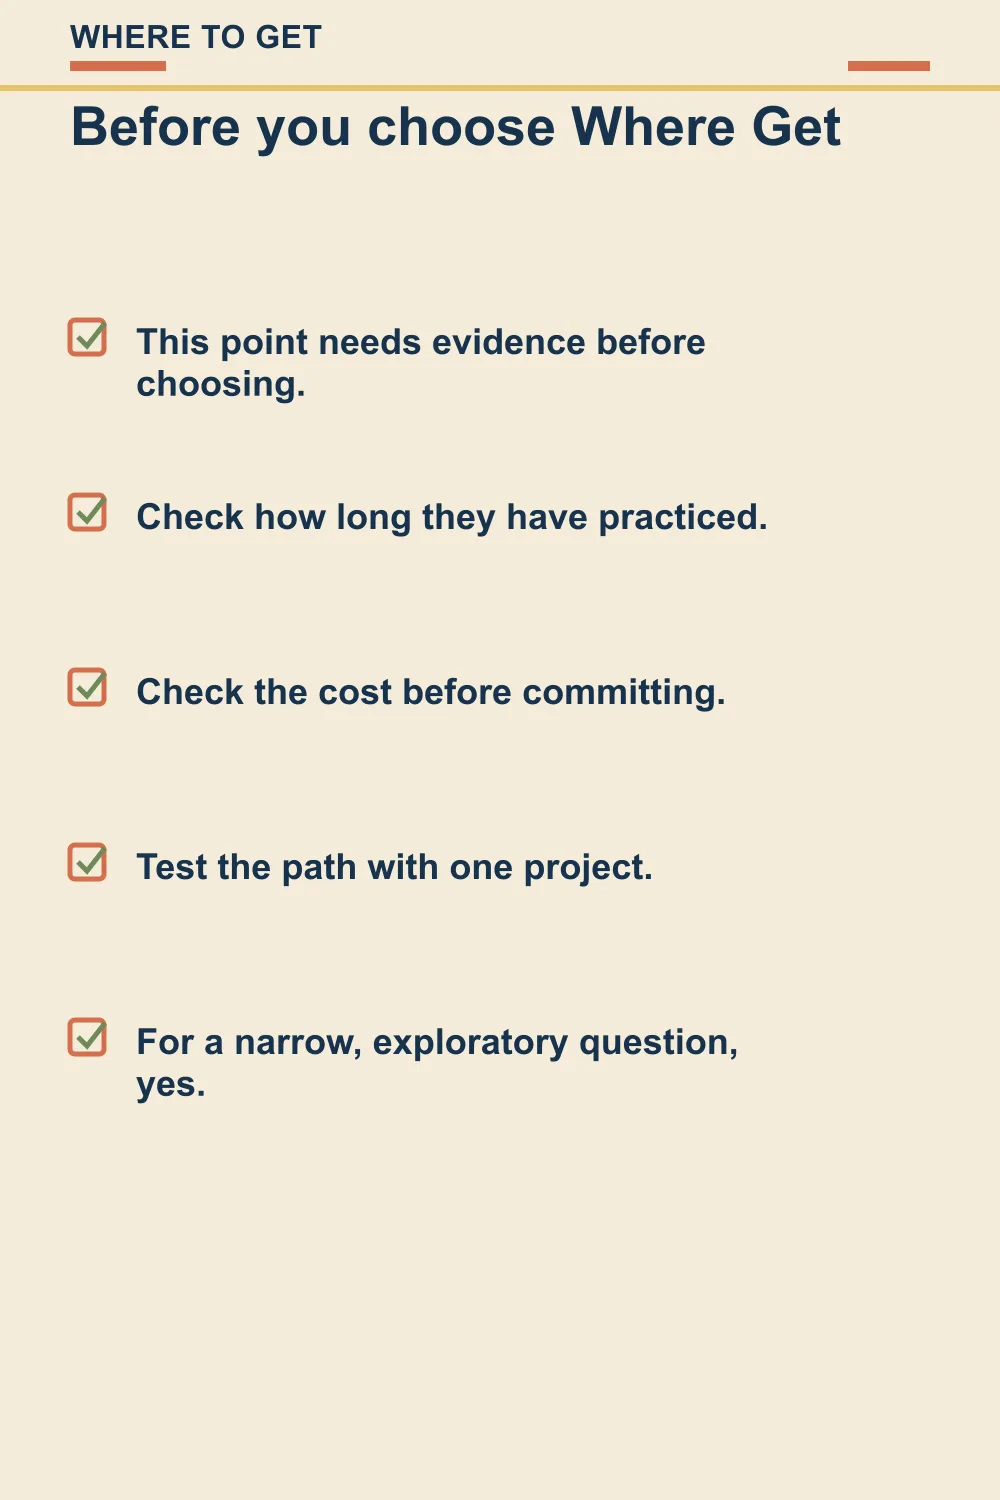 WHERE TO GET
Before you choose Where Get
This point needs evidence before
choosing.
Check how long they have practiced.
Check the cost before committing.
Test the path with one project.
For a narrow, exploratory question,
yes.